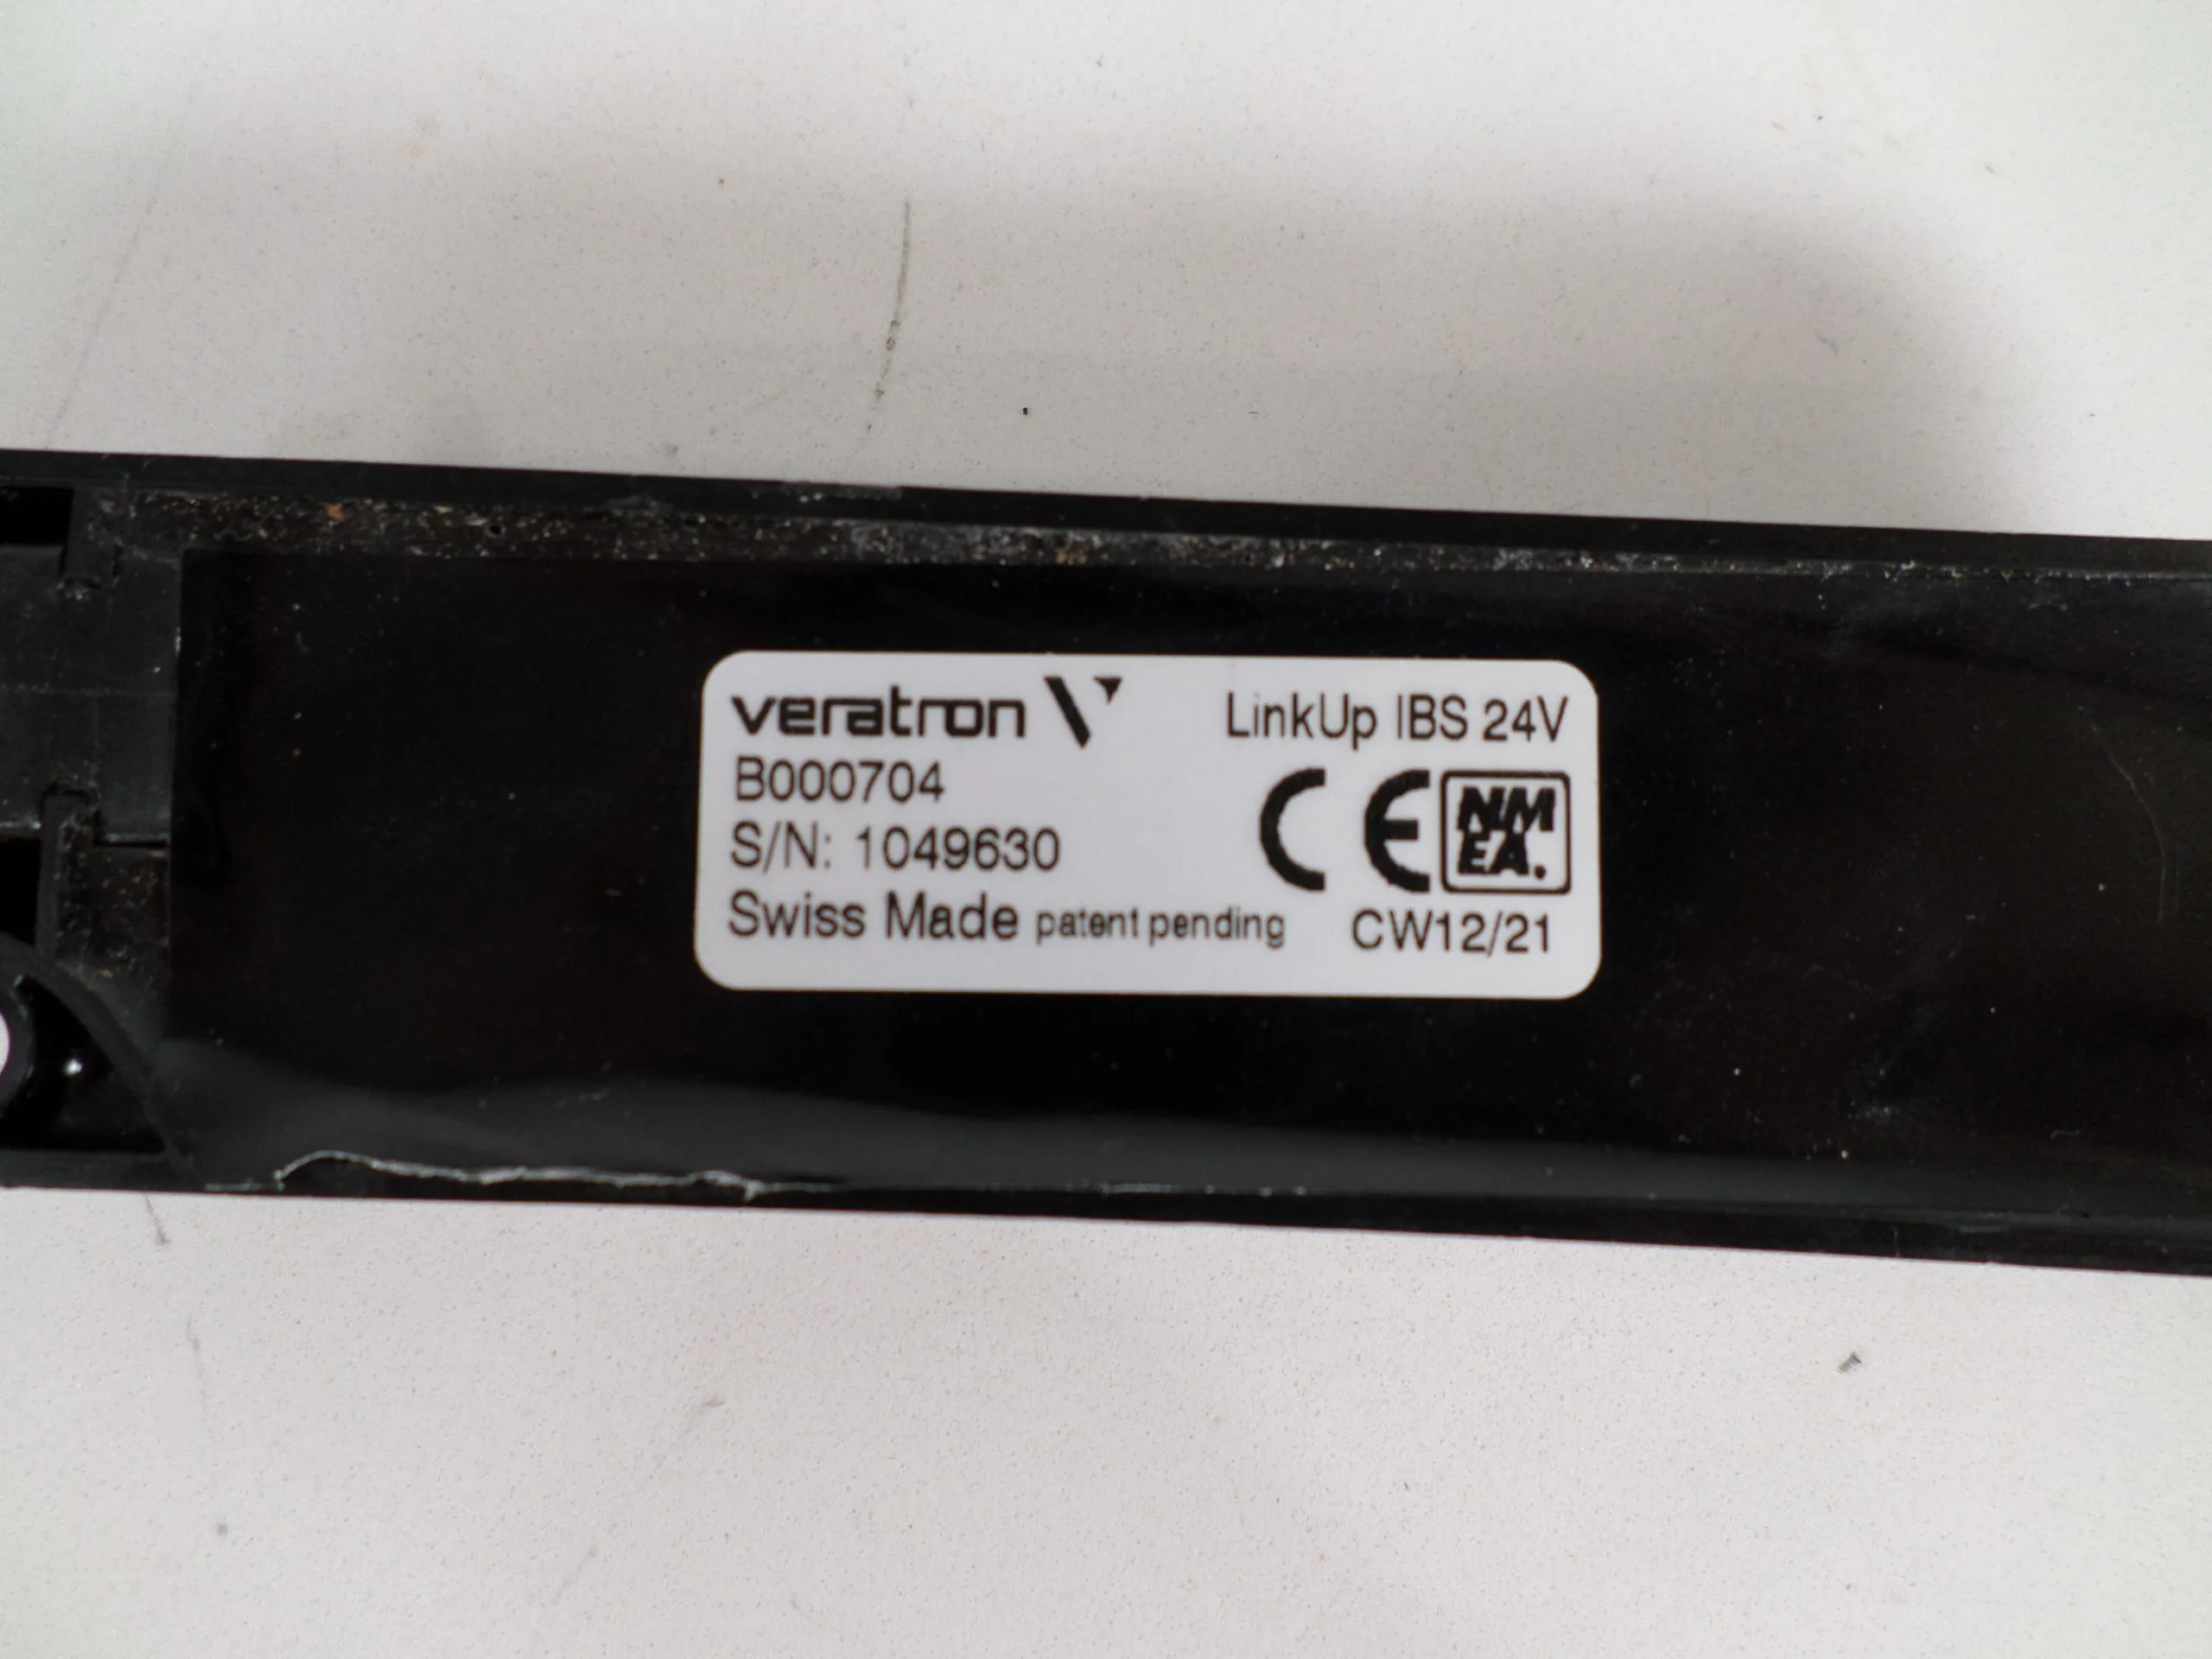 veratron LinkUp IBS 24V
B000704
S/N: 1049630
CE NMEA.
Swiss Made patent pending CW12/21